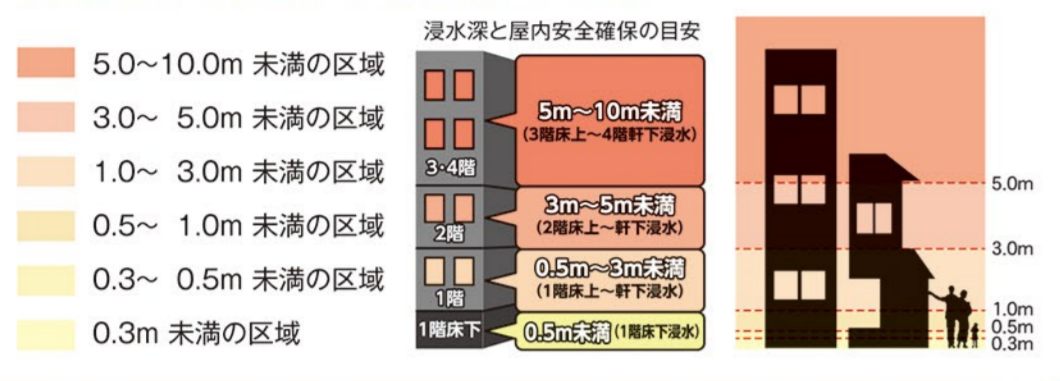 5.0〜10.0m 未満の区域
3.0〜 5.0m 未満の区域
1.0〜 3.0m 未満の区域
0.5〜 1.0m 未満の区域
0.3〜 0.5m 未満の区域
0.3m 未満の区域
浸水深と屋内安全確保の目安
3・4階
5m〜10m未満
(3階床上〜4階軒下浸水)
2階
3m〜5m未満
(2階床上〜軒下浸水)
1階
0.5m〜3m未満
(1階床上〜軒下浸水)
1階床下
0.5m未満(1階床下浸水)
5.0m
3.0m
1.0m
0.5m
0.3m